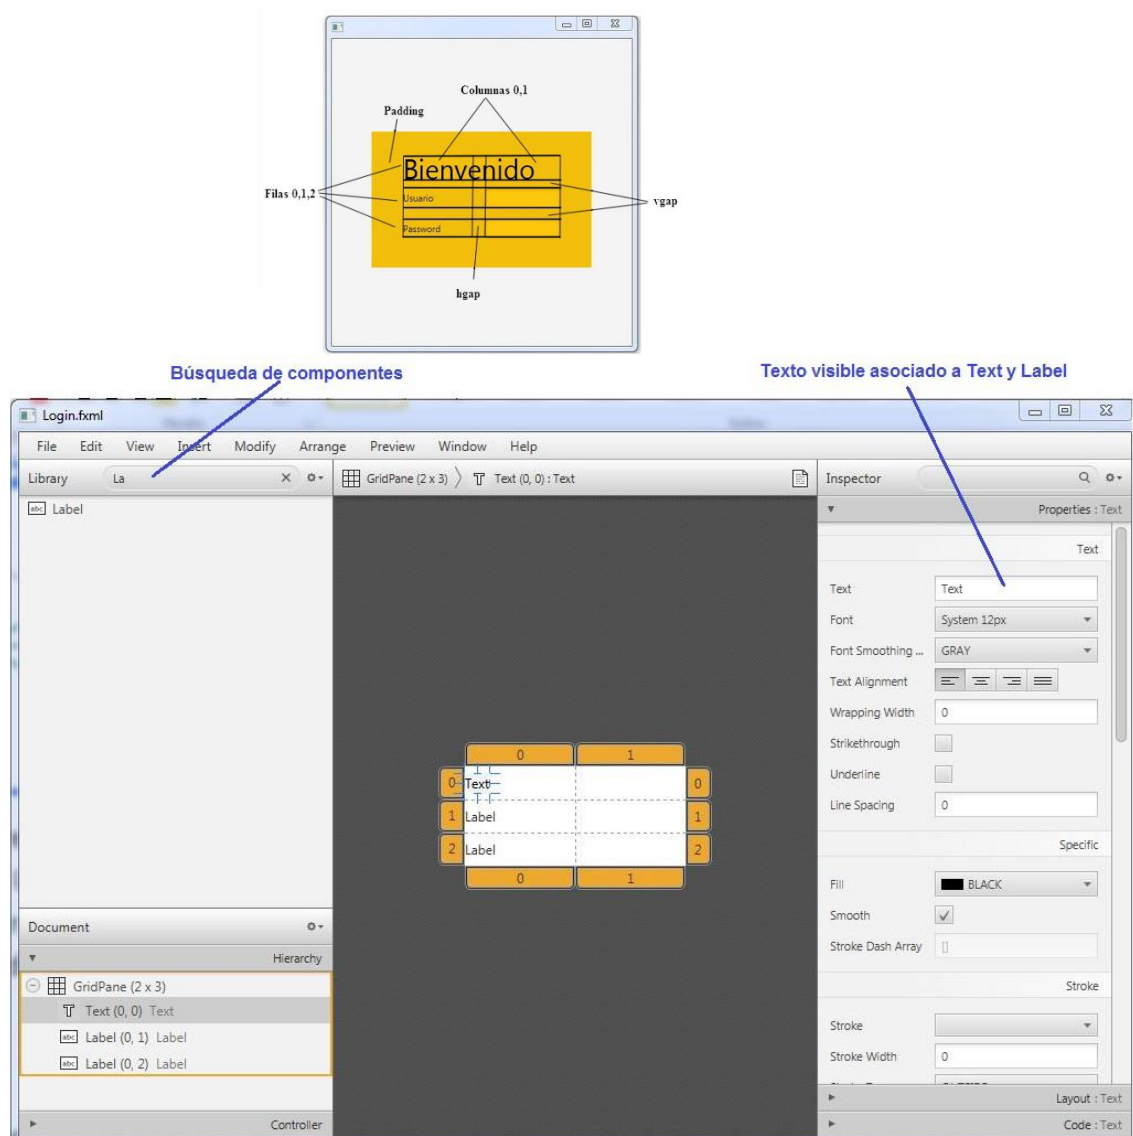 Columnas 0,1
Padding
Bienvenido
Filas 0,1,2
Usuario
vgap
Password
hgap
Búsqueda de componentes
Texto visible asociado a Text y Label
Login.fxml
File Edit View Insert Modify Arrange Preview Window Help
Library La GridPane (2 x 3) Text (0, 0) : Text Inspector
Label Properties : Text
Text
Text Text
Font System 12px
Font Smoothing ... GRAY
Text Alignment
Wrapping Width 0
Strikethrough
0 1
Underline
0 Text 0
Line Spacing 0
1 Label 1
2 Label 2
Specific
0 1
Fill BLACK
Smooth
Document
Stroke Dash Array []
Hierarchy
GridPane (2 x 3) Stroke
Text (0, 0) Text
Stroke
Label (0, 1) Label
Stroke Width 0
Label (0, 2) Label
Layout : Text
Controller Code : Text